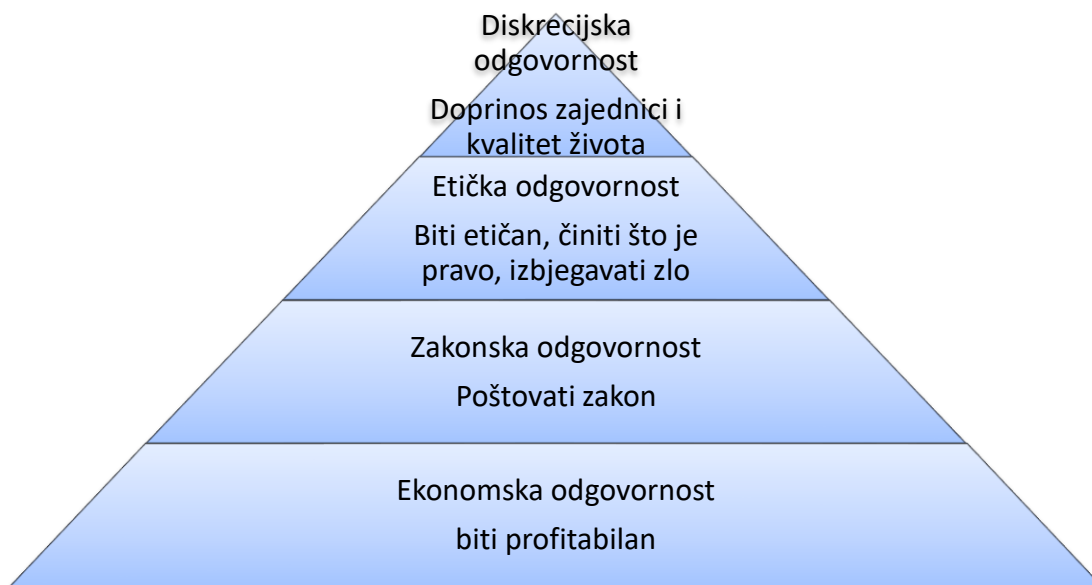 Diskrecijska
odgovornost
Doprinos zajednici i
kvalitet života
Etička odgovornost
Biti etičan, činiti što je
pravo, izbjegavati zlo
Zakonska odgovornost
Poštovati zakon
Ekonomska odgovornost
biti profitabilan